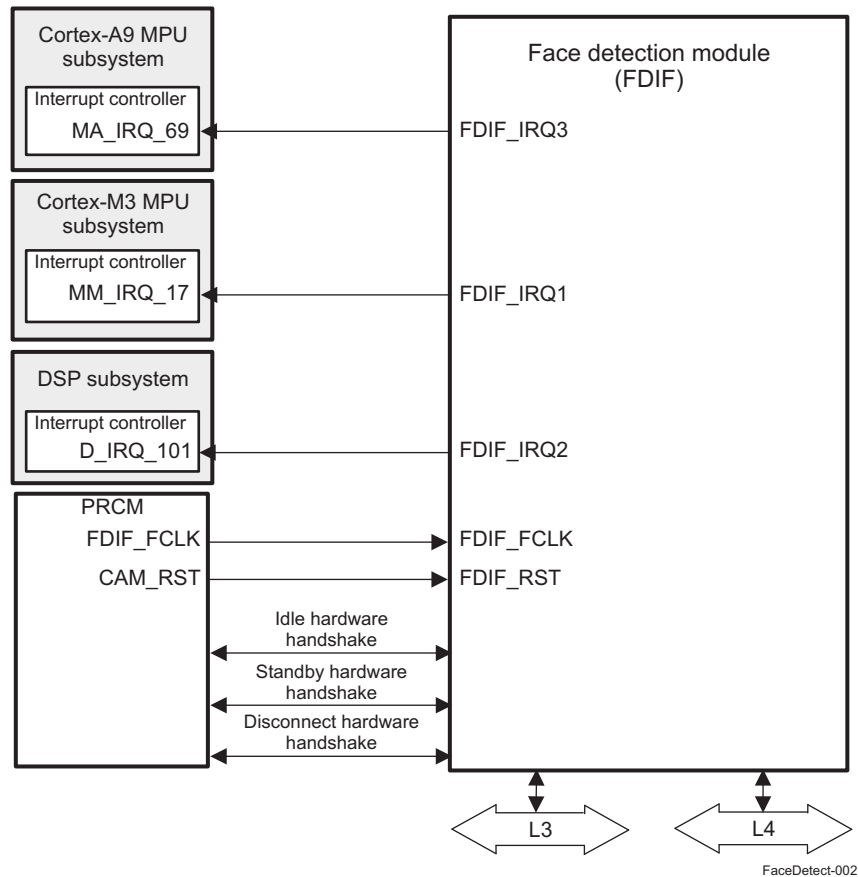 Cortex-A9 MPU
subsystem
Interrupt controller
MA_IRQ_69
Cortex-M3 MPU
subsystem
Interrupt controller
MM_IRQ_17
DSP subsystem
Interrupt controller
D_IRQ_101
PRCM
FDIF_FCLK
CAM_RST
Idle hardware
handshake
Standby hardware
handshake
Disconnect hardware
handshake
Face detection module
(FDIF)
FDIF_IRQ3
FDIF_IRQ1
FDIF_IRQ2
FDIF_FCLK
FDIF_RST
L3
L4
FaceDetect-002